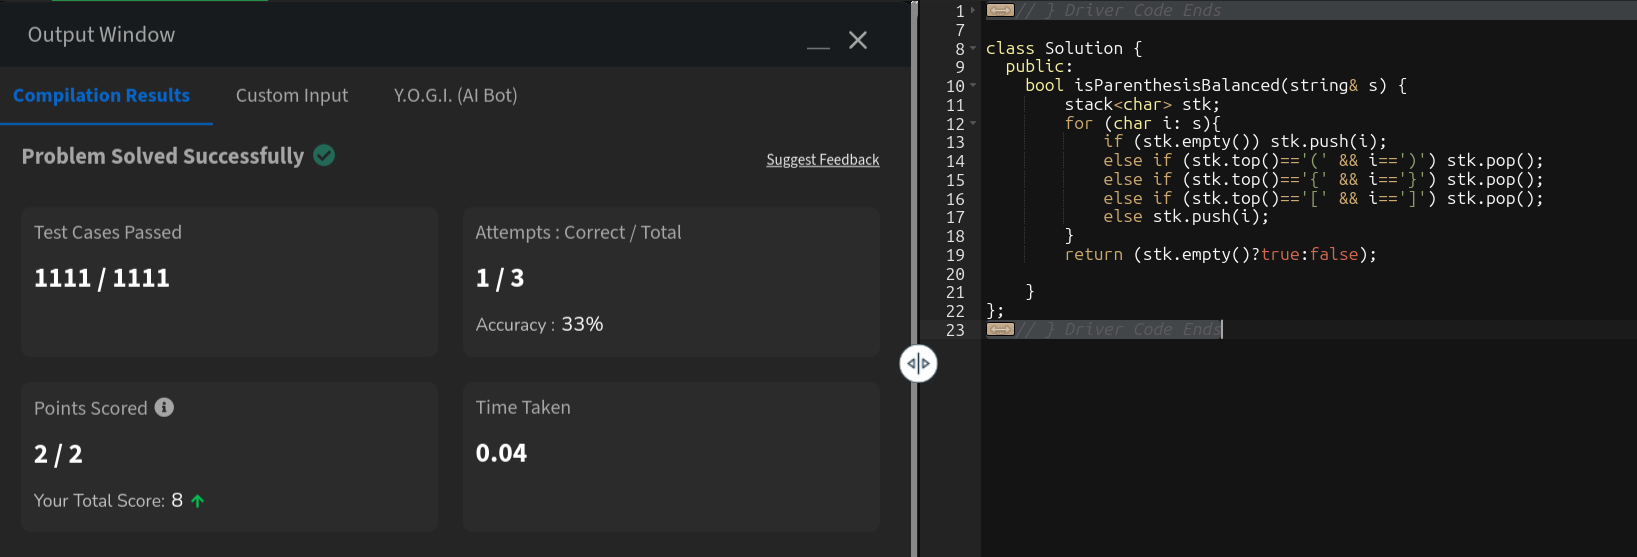 Output Window
Compilation Results
Custom Input
Y.O.G.I. (AI Bot)
Problem Solved Successfully
Suggest Feedback
Test Cases Passed
1111 / 1111
Attempts : Correct / Total
1 / 3
Accuracy : 33%
Points Scored
2 / 2
Your Total Score: 8
Time Taken
0.04
1 // } Driver Code Ends
7
8 class Solution {
9   public:
10     bool isParenthesisBalanced(string& s) {
11         stack<char> stk;
12         for (char i: s){
13             if (stk.empty()) stk.push(i);
14             else if (stk.top()=='(' && i==')') stk.pop();
15             else if (stk.top()=='{' && i=='}') stk.pop();
16             else if (stk.top()=='[' && i==']') stk.pop();
17             else stk.push(i);
18         }
19         return (stk.empty()?true:false);
20
21     }
22 };
23 // } Driver Code Ends